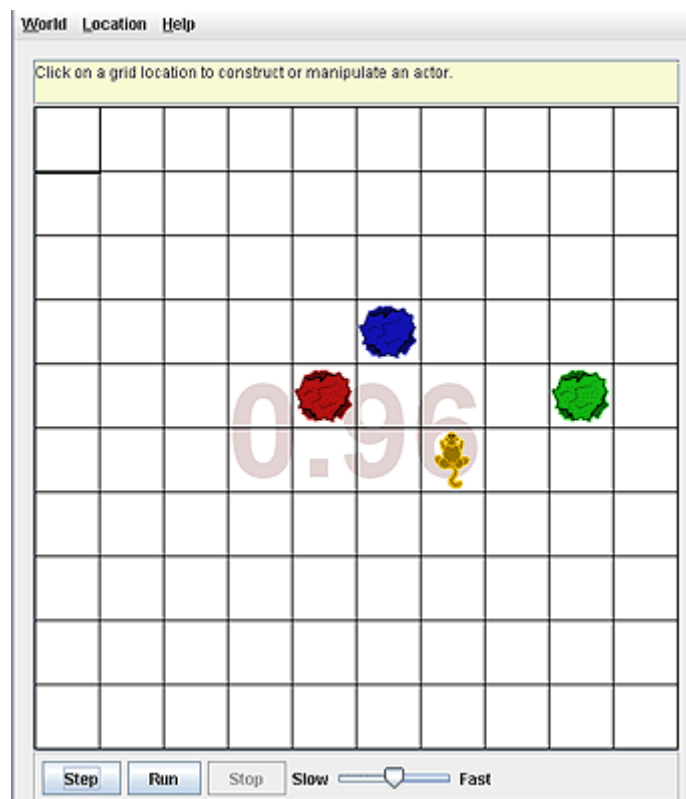 World Location Help
Click on a grid location to construct or manipulate an actor.
0.96
Step Run Stop Slow Fast